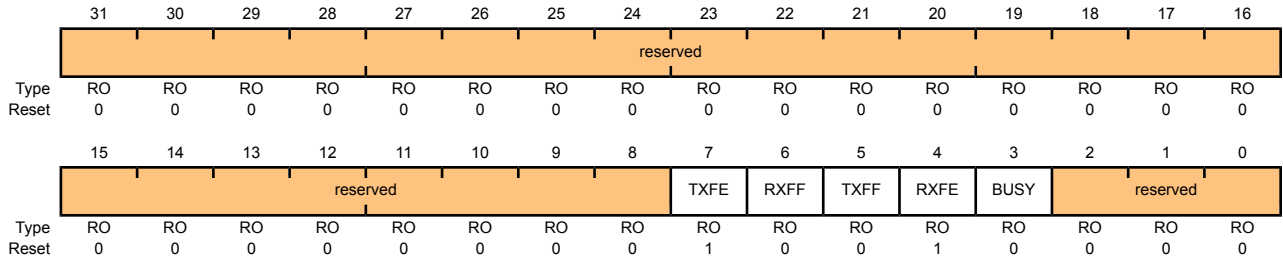 31 30 29 28 27 26 25 24 23 22 21 20 19 18 17 16
reserved
Type RO RO RO RO RO RO RO RO RO RO RO RO RO RO RO RO
Reset 0 0 0 0 0 0 0 0 0 0 0 0 0 0 0 0
15 14 13 12 11 10 9 8 7 6 5 4 3 2 1 0
reserved TXFE RXFF TXFF RXFE BUSY reserved
Type RO RO RO RO RO RO RO RO RO RO RO RO RO RO RO RO
Reset 0 0 0 0 0 0 0 0 1 0 0 1 0 0 0 0